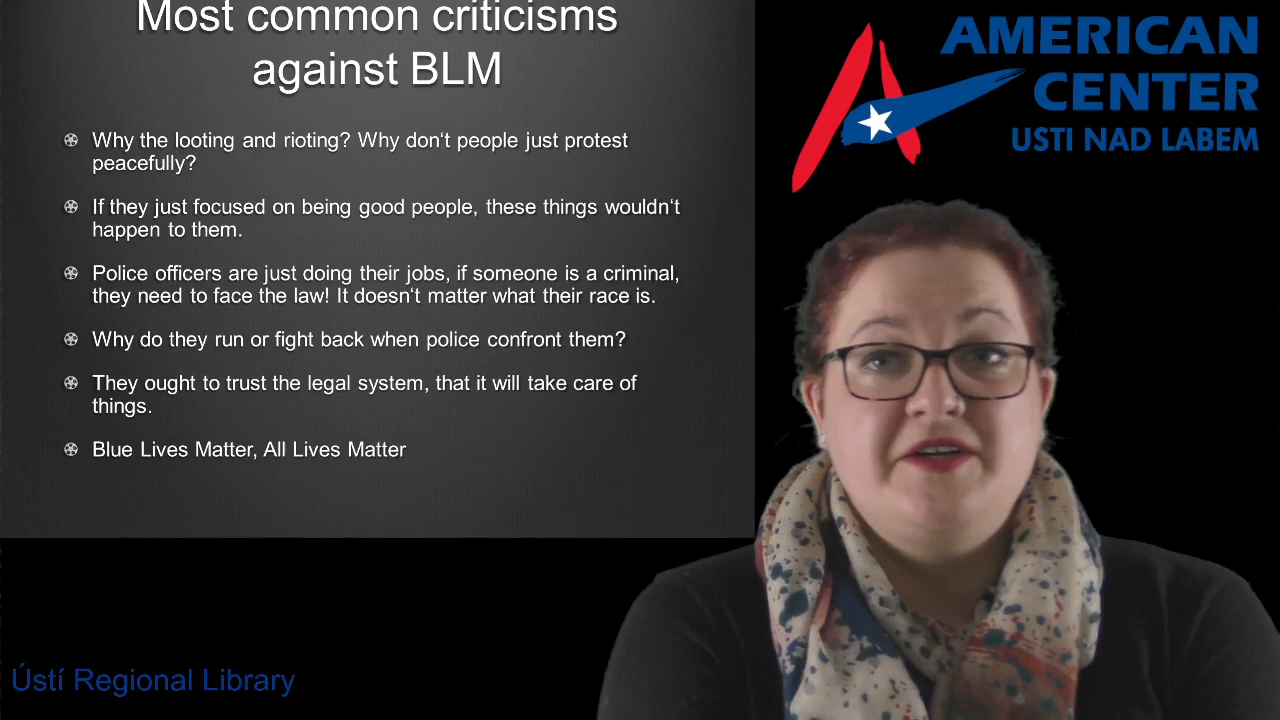 Most common criticisms
against BLM
Why the looting and rioting? Why don‘t people just protest
peacefully?
If they just focused on being good people, these things wouldn‘t
happen to them.
Police officers are just doing their jobs, if someone is a criminal,
they need to face the law! It doesn‘t matter what their race is.
Why do they run or fight back when police confront them?
They ought to trust the legal system, that it will take care of
things.
Blue Lives Matter, All Lives Matter
AMERICAN
CENTER
USTI NAD LABEM
Ústí Regional Library